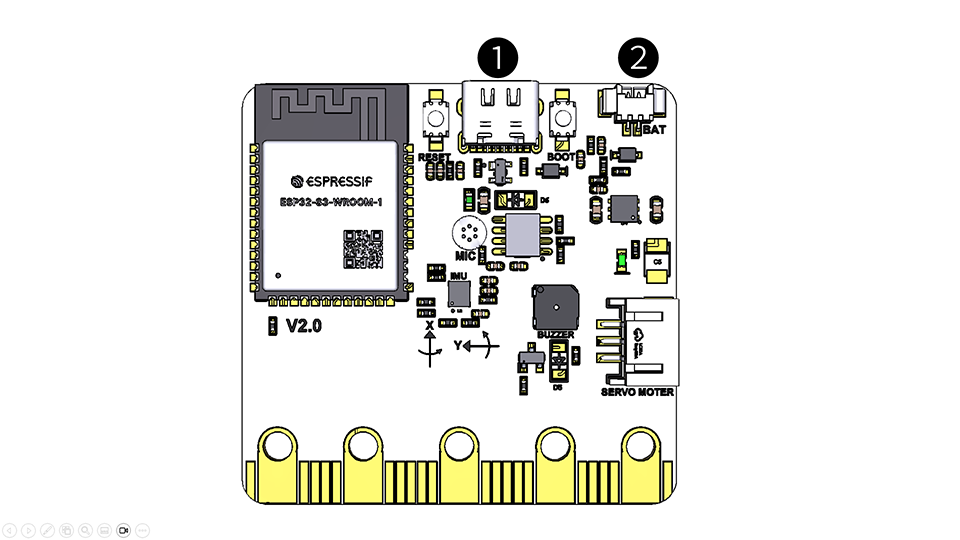 1
2
BAT
RESET
BOOT
ESPRESSIF
ESP32-S3-WROOM-1
D6
MIC
IMU
C5
V2.0
X
Y
BUZZER
D5
SERVO MOTER